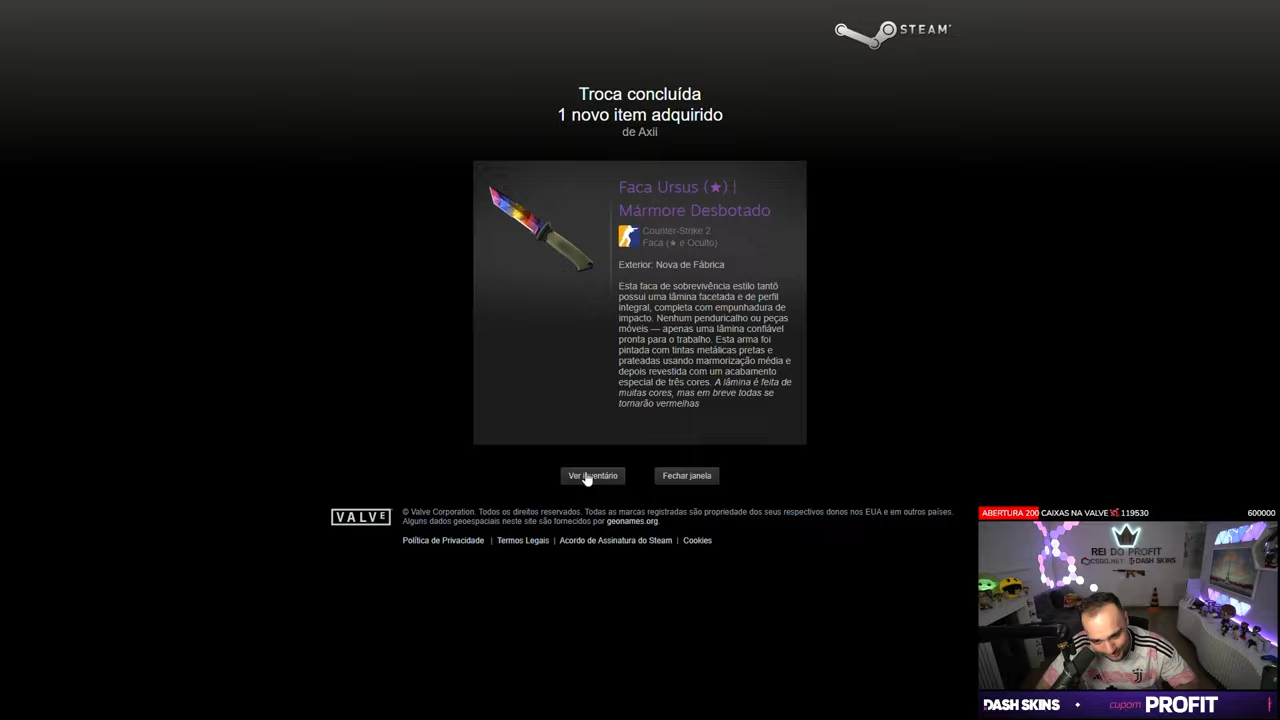 STEAM
Troca concluída
1 novo item adquirido
de Axii
Faca Ursus (★) |
Mármore Desbotado
Counter-Strike 2
Faca (★ e Oculto)
Exterior: Nova de Fábrica
Esta faca de sobrevivência estilo tantō
possui uma lâmina facetada e de perfil
integral, completa com empunhadura de
impacto. Nenhum penduricalho ou peças
móveis — apenas uma lâmina confiável
pronta para o trabalho. Esta arma foi
pintada com tintas metálicas pretas e
prateadas usando marmorização média e
depois revestida com um acabamento
especial de três cores. A lâmina é feita de
muitas cores, mas em breve todas se
tornarão vermelhas
Ver inventário
Fechar janela
VALVE
© Valve Corporation. Todos os direitos reservados. Todas as marcas registradas são propriedade dos seus respectivos donos nos EUA e em outros países.
Alguns dados geoespaciais neste site são fornecidos por geonames.org.
Política de Privacidade | Termos Legais | Acordo de Assinatura do Steam | Cookies
ABERTURA 200 CAIXAS NA VALVE 119530 600000
REI DO PROFIT
CSGO.NET DASH SKINS
DASH SKINS • cupom PROFIT